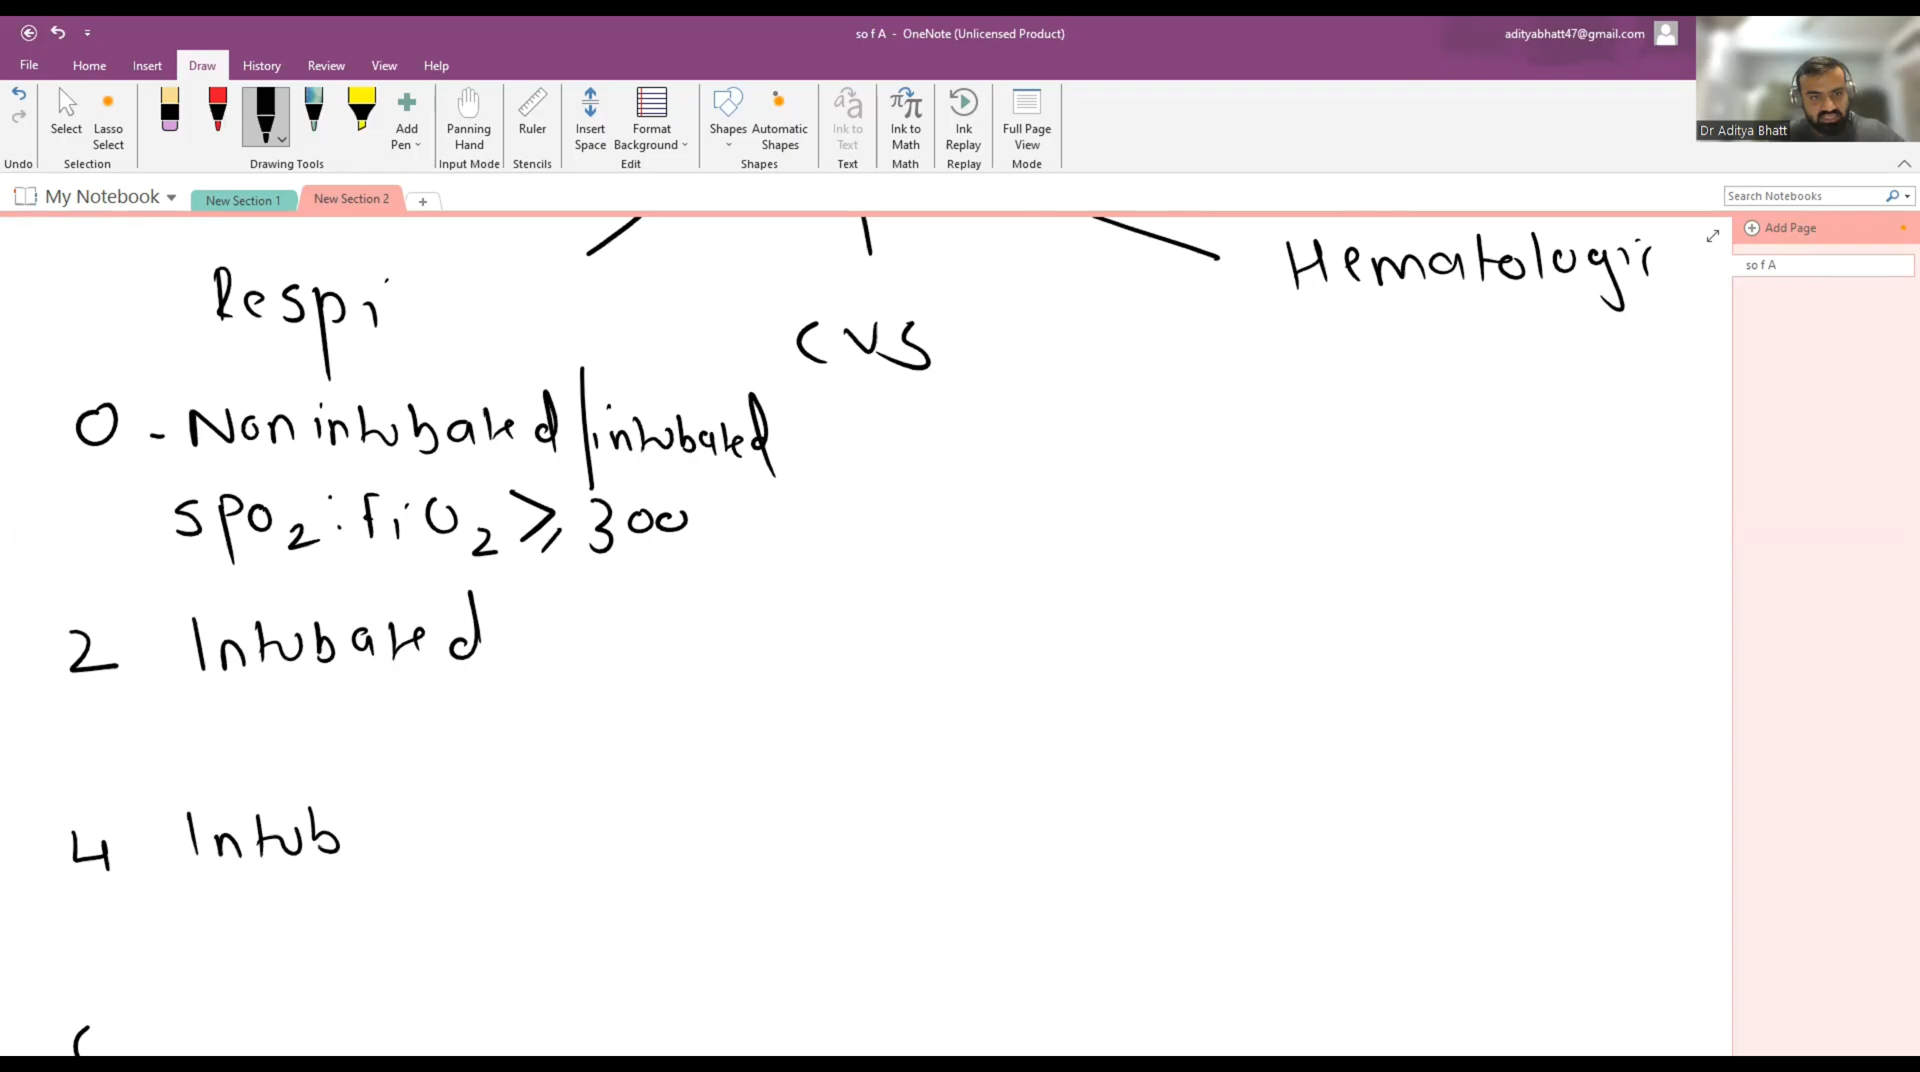 so f A - OneNote (Unlicensed Product)
adityabhatt47@gmail.com
File Home Insert Draw History Review View Help
Select
Lasso Select
Add Pen
Panning Hand
Ruler
Insert Space
Format Background
Shapes
Automatic Shapes
Ink to Text
Ink to Math
Ink Replay
Full Page View
Dr Aditya Bhatt
Undo Selection Drawing Tools Input Mode Stencils Edit Shapes Text Math Replay Mode
My Notebook New Section 1 New Section 2 +
Search Notebooks
Add Page
so f A
Respi
CVS
Hematologic
0 - Non intubated / intubated
SpO2 : FiO2 ⩾ 300
2 Intubated
4 Intub